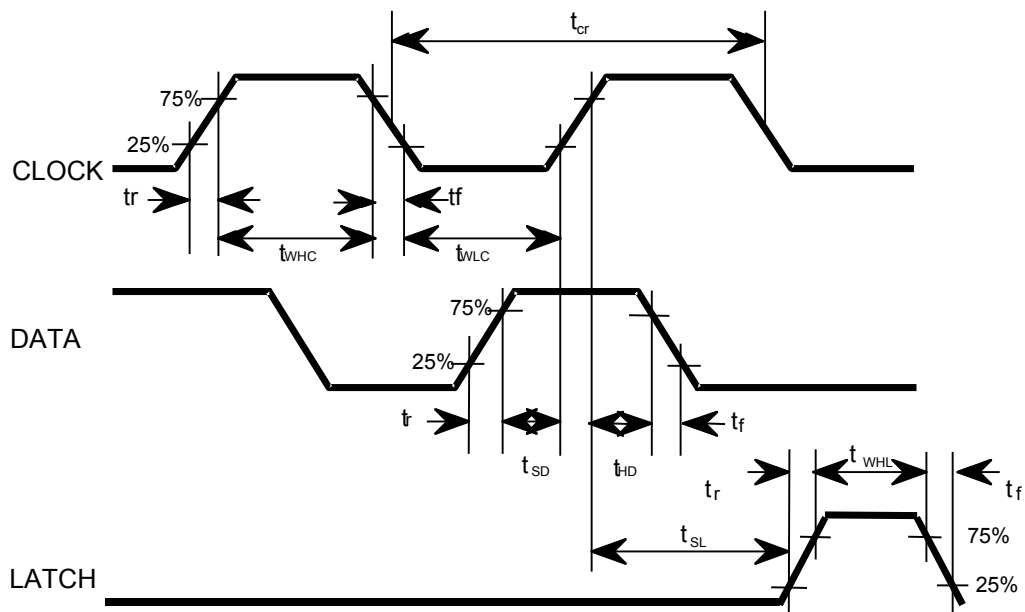 tcr
75%
25%
CLOCK
tr
tf
tWHC
tWLC
75%
DATA
25%
tr
tf
tSD
tHD
t WHL
tr
tf
tSL
75%
LATCH
25%